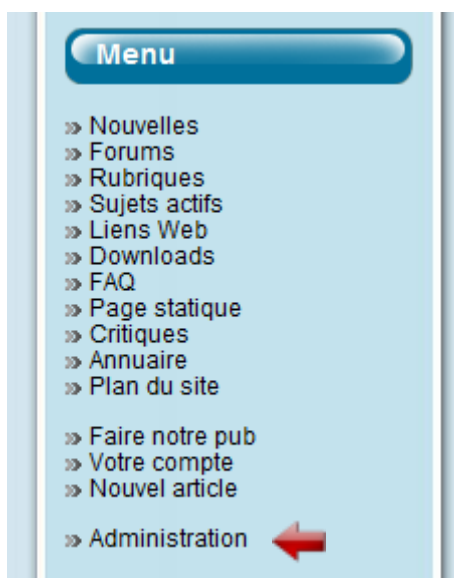 Menu
» Nouvelles
» Forums
» Rubriques
» Sujets actifs
» Liens Web
» Downloads
» FAQ
» Page statique
» Critiques
» Annuaire
» Plan du site
» Faire notre pub
» Votre compte
» Nouvel article
» Administration